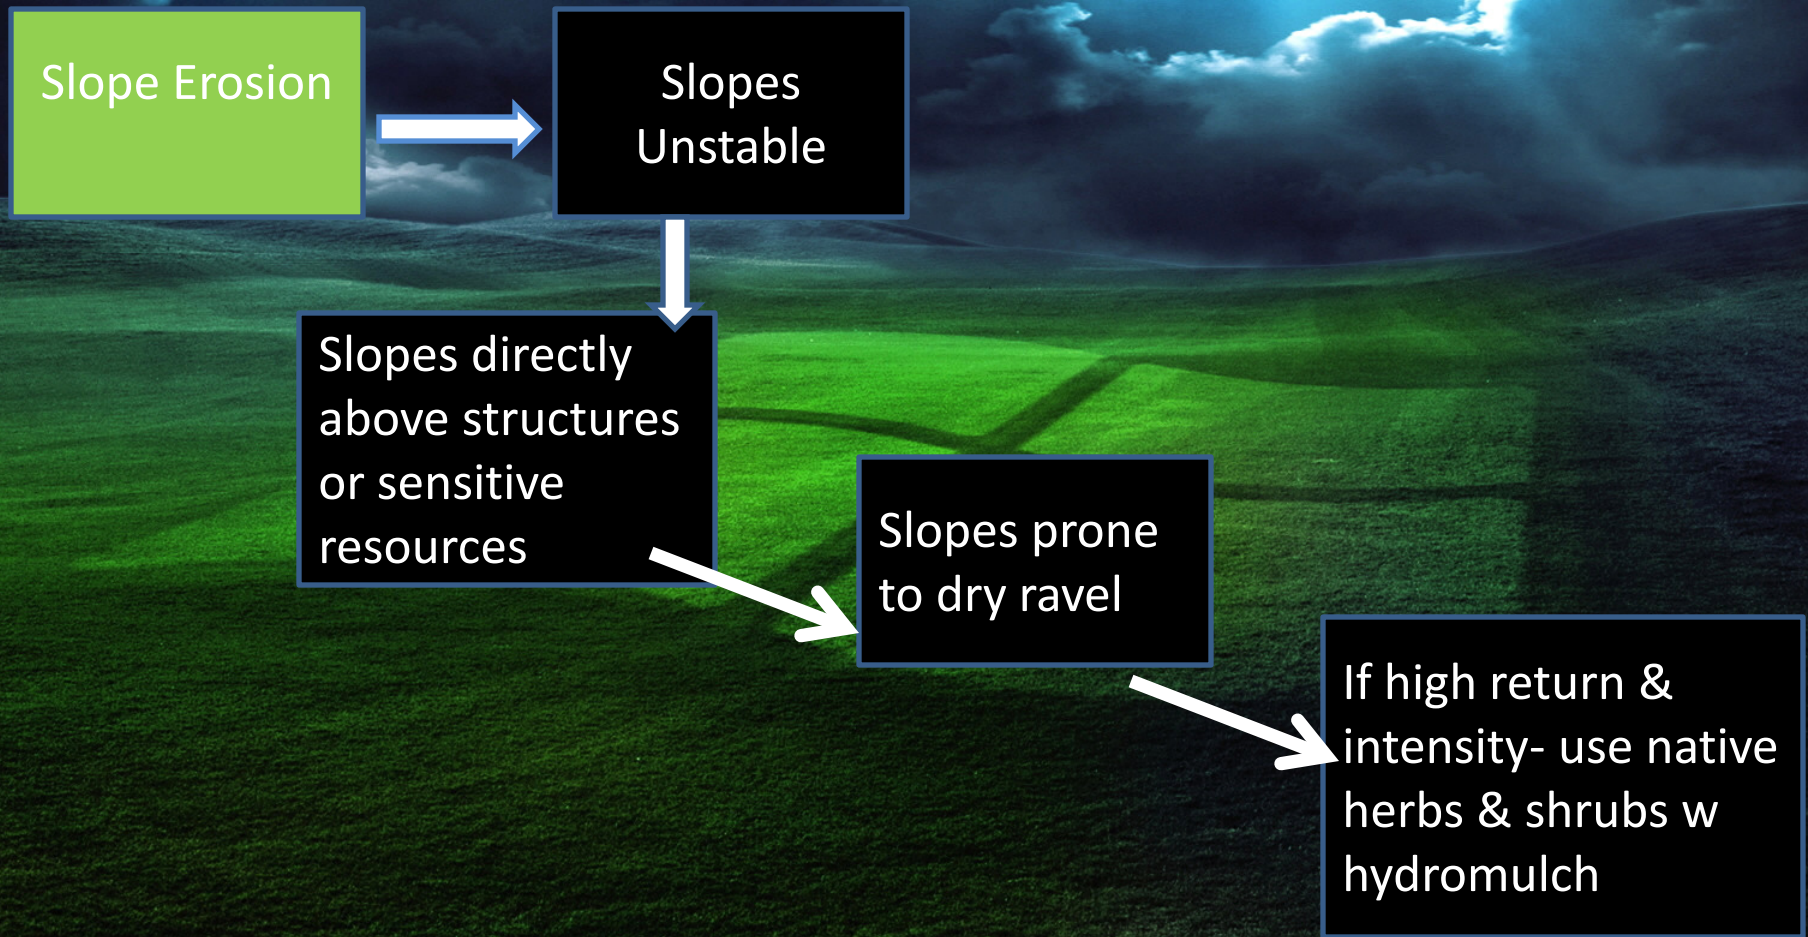 Slope Erosion
Slopes
Unstable
Slopes directly
above structures
or sensitive
resources
Slopes prone
to dry ravel
If high return &
intensity- use native
herbs & shrubs w
hydromulch